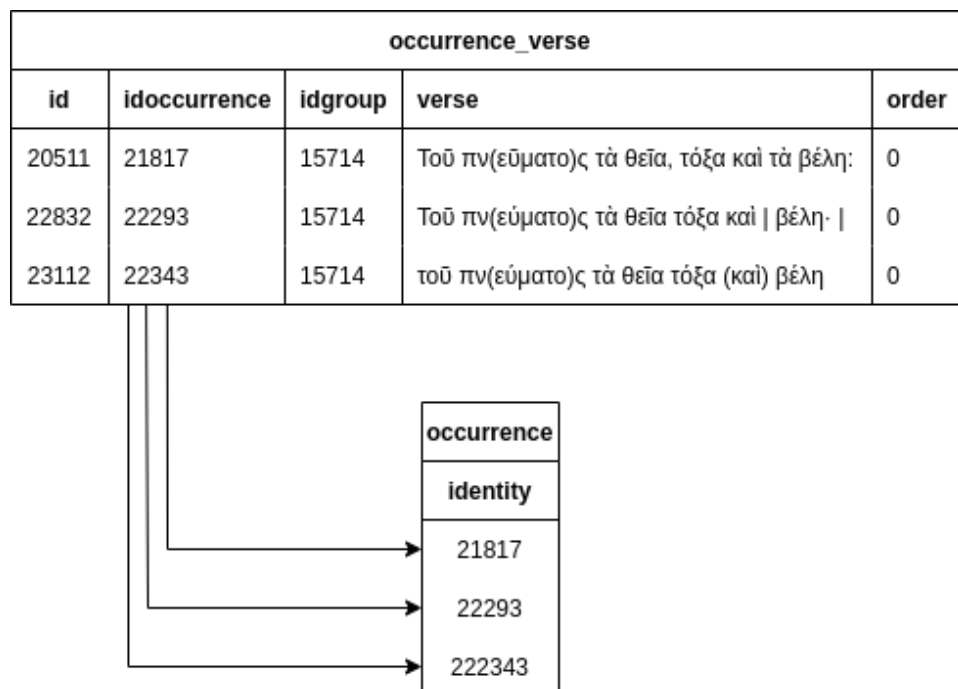 occurrence_verse
id idoccurrence idgroup verse order
20511 21817 15714 Τοῦ πν(εῦματο)ς τὰ θεῖα, τόξα καὶ τὰ βέλη: 0
22832 22293 15714 Τοῦ πν(εύματο)ς τὰ θεῖα τόξα καὶ | βέλη· | 0
23112 22343 15714 τοῦ πν(εύματο)ς τὰ θεῖα τόξα (καὶ) βέλη 0
occurrence
identity
21817
22293
222343